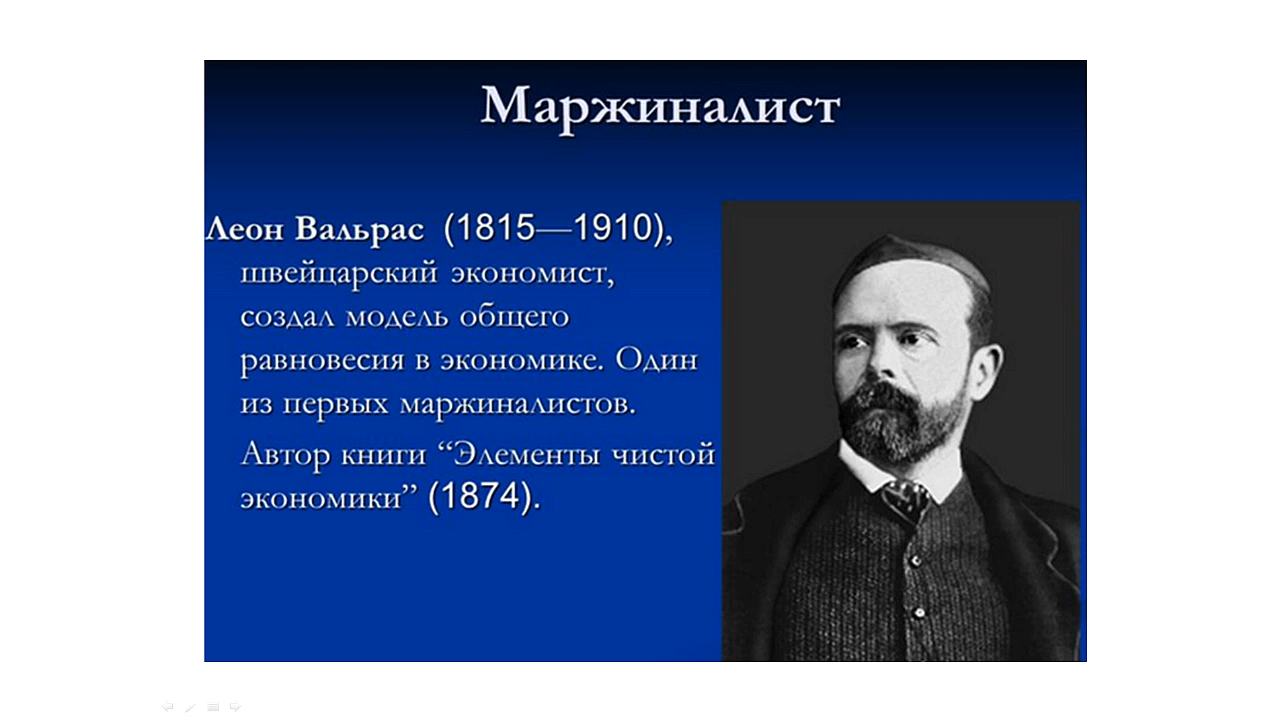 Маржиналист
Леон Вальрас (1815—1910),
швейцарский экономист,
создал модель общего
равновесия в экономике. Один
из первых маржиналистов.
Автор книги “Элементы чистой
экономики” (1874).